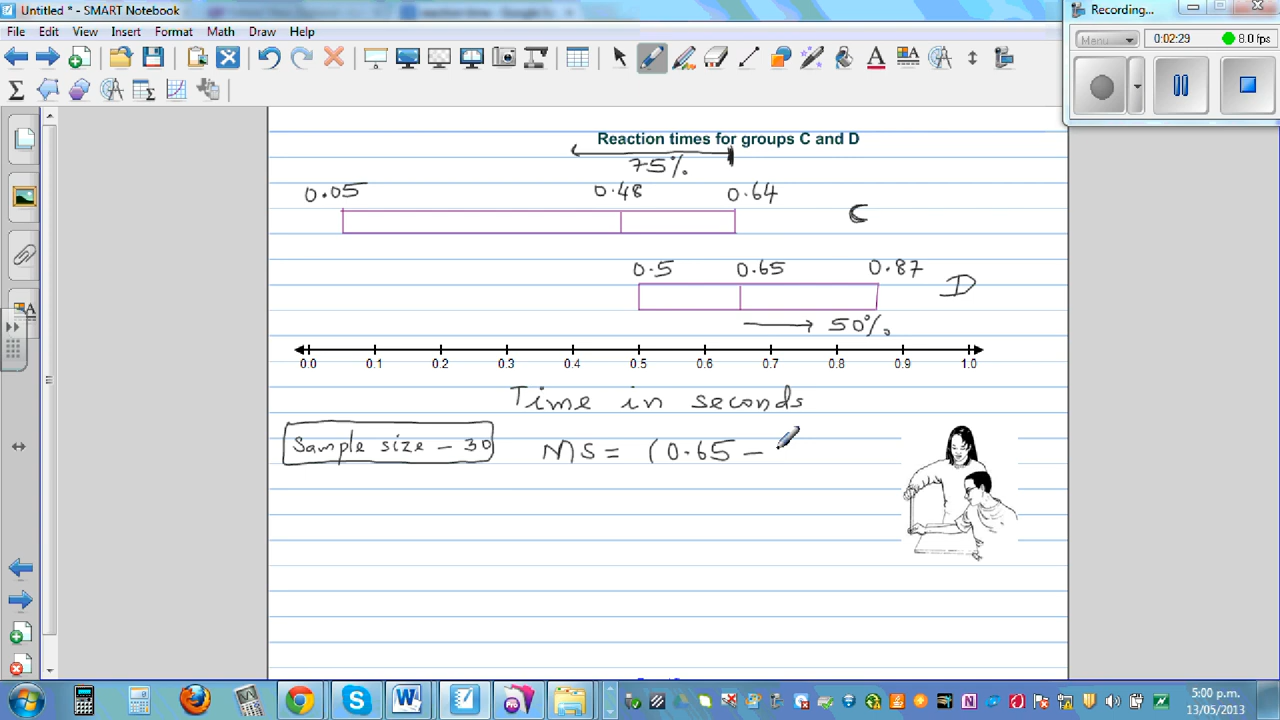 Untitled * - SMART Notebook
Recording...
File Edit View Insert Format Math Draw Help
Menu 0:02:29 8.0 fps
Reaction times for groups C and D
75%
0.05 0.48 0.64
C
0.5 0.65 0.87
D
50%
0.0 0.1 0.2 0.3 0.4 0.5 0.6 0.7 0.8 0.9 1.0
Time in seconds
Sample size - 30 MS = (0.65 -
5:00 p.m.
13/05/2013